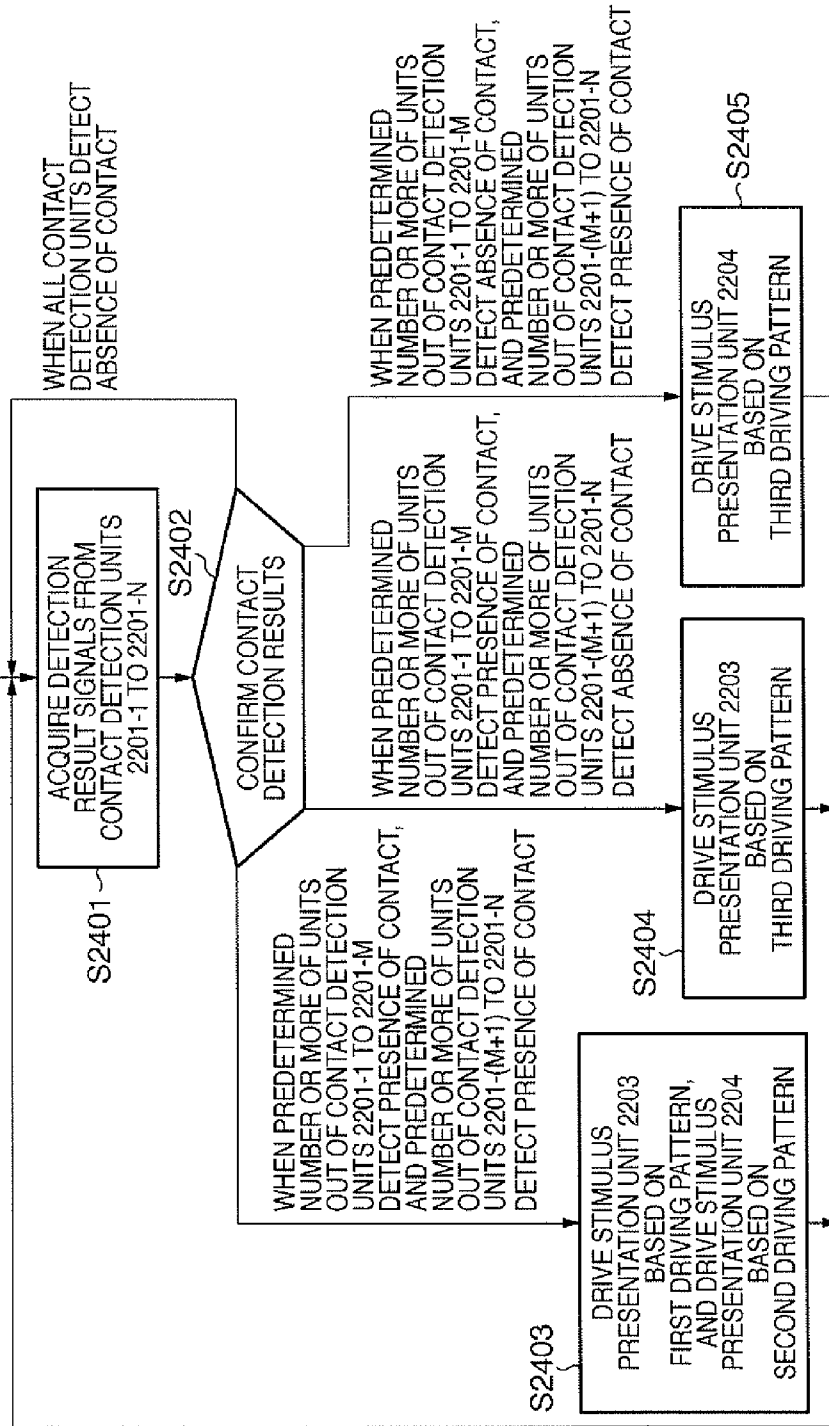 ACQUIRE DETECTION
RESULT SIGNALS FROM
CONTACT DETECTION UNITS
2201-1 TO 2201-N
S2401
WHEN ALL CONTACT
DETECTION UNITS DETECT
ABSENCE OF CONTACT
S2402
CONFIRM CONTACT
DETECTION RESULTS
WHEN PREDETERMINED
NUMBER OR MORE OF UNITS
OUT OF CONTACT DETECTION
UNITS 2201-1 TO 2201-M
DETECT PRESENCE OF CONTACT,
AND PREDETERMINED
NUMBER OR MORE OF UNITS
OUT OF CONTACT DETECTION
UNITS 2201-(M+1) TO 2201-N
DETECT PRESENCE OF CONTACT
WHEN PREDETERMINED
NUMBER OR MORE OF UNITS
OUT OF CONTACT DETECTION
UNITS 2201-1 TO 2201-M
DETECT PRESENCE OF CONTACT,
AND PREDETERMINED
NUMBER OR MORE OF UNITS
OUT OF CONTACT DETECTION
UNITS 2201-(M+1) TO 2201-N
DETECT ABSENCE OF CONTACT
WHEN PREDETERMINED
NUMBER OR MORE OF UNITS
OUT OF CONTACT DETECTION
UNITS 2201-1 TO 2201-M
DETECT ABSENCE OF CONTACT,
AND PREDETERMINED
NUMBER OR MORE OF UNITS
OUT OF CONTACT DETECTION
UNITS 2201-(M+1) TO 2201-N
DETECT PRESENCE OF CONTACT
S2403
DRIVE STIMULUS
PRESENTATION UNIT 2203
BASED ON
FIRST DRIVING PATTERN,
AND DRIVE STIMULUS
PRESENTATION UNIT 2204
BASED ON
SECOND DRIVING PATTERN
S2404
DRIVE STIMULUS
PRESENTATION UNIT 2203
BASED ON
THIRD DRIVING PATTERN
S2405
DRIVE STIMULUS
PRESENTATION UNIT 2204
BASED ON
THIRD DRIVING PATTERN